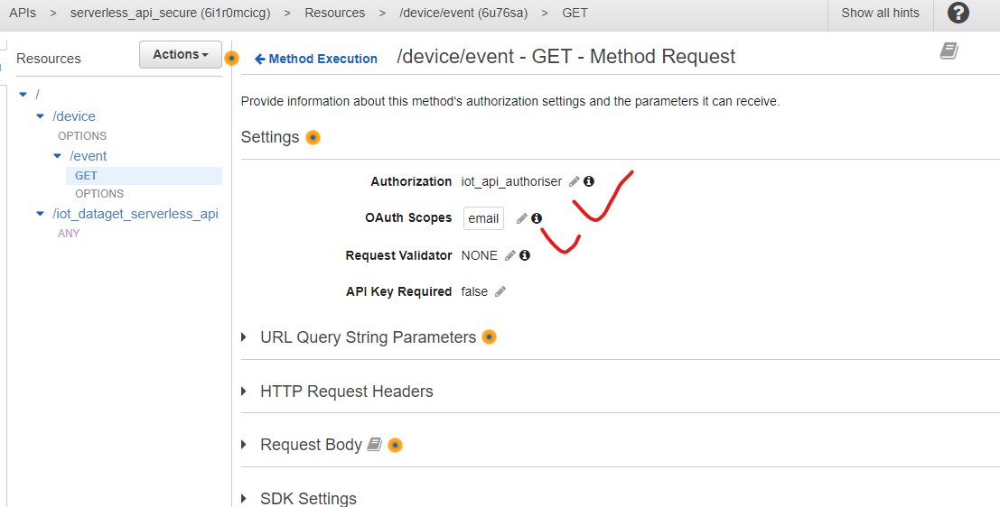 APIs > serverless_api_secure (6i1r0mcicg) > Resources > /device/event (6u76sa) > GET
Show all hints
?
Resources
Actions
Method Execution
/device/event - GET - Method Request
/
/device
OPTIONS
/event
GET
OPTIONS
/iot_dataget_serverless_api
ANY
Provide information about this method's authorization settings and the parameters it can receive.
Settings
Authorization iot_api_authoriser
OAuth Scopes email
Request Validator NONE
API Key Required false
URL Query String Parameters
HTTP Request Headers
Request Body
SDK Settings